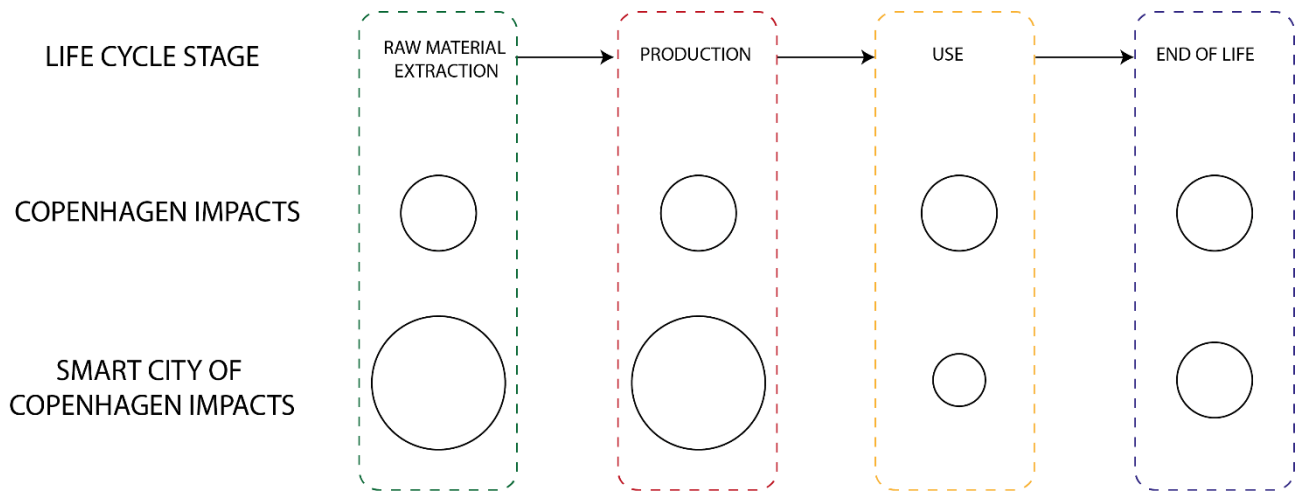 LIFE CYCLE STAGE
RAW MATERIAL
EXTRACTION
PRODUCTION
USE
END OF LIFE
COPENHAGEN IMPACTS
SMART CITY OF
COPENHAGEN IMPACTS